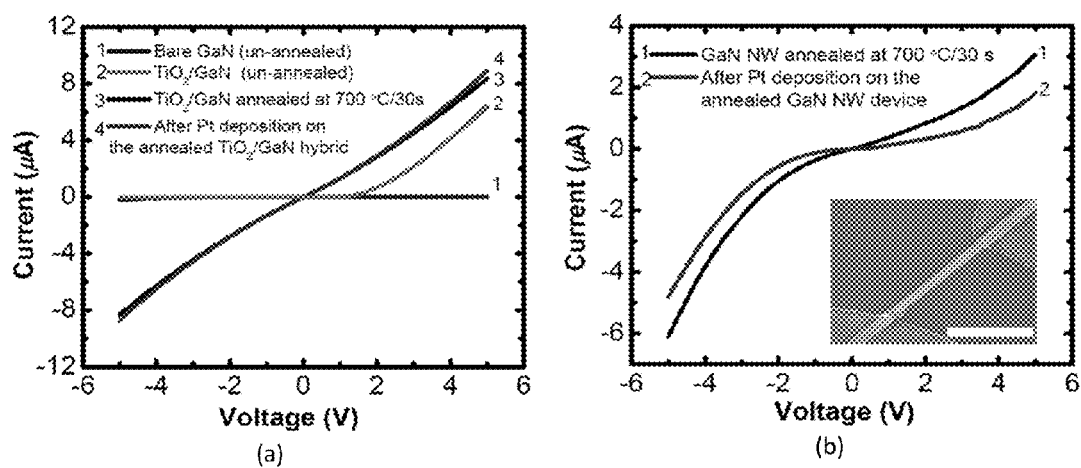 12
8
4
0
-4
-8
-12
-6 -4 -2 0 2 4 6
Current (μA)
Voltage (V)
1 Bare GaN (un-annealed)
2 TiO2/GaN (un-annealed)
3 TiO2/GaN annealed at 700 °C/30s
4 After Pt deposition on
the annealed TiO2/GaN hybrid
4
3
2
1
(a)
4
2
0
-2
-4
-6
-6 -4 -2 0 2 4 6
Current (μA)
Voltage (V)
1 GaN NW annealed at 700 °C/30 s
2 After Pt deposition on the
annealed GaN NW device
1
2
(b)